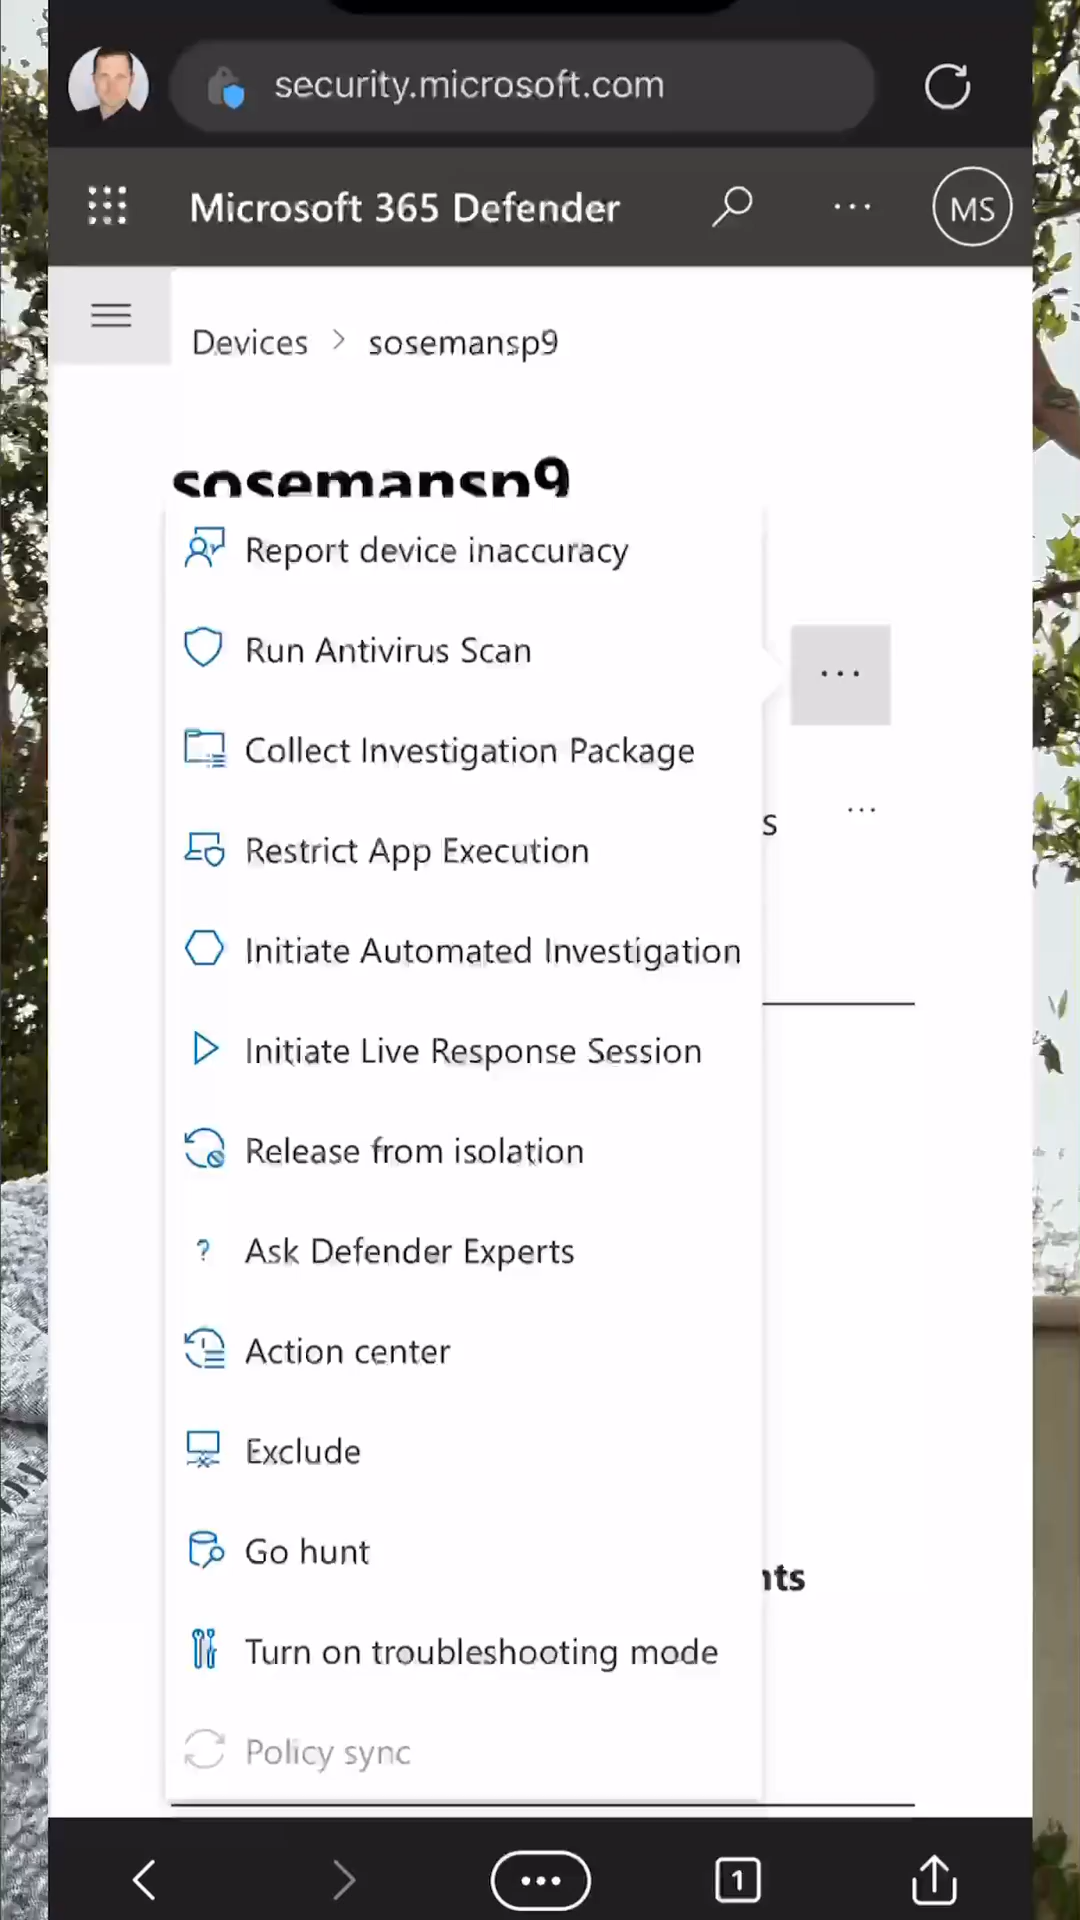 security.microsoft.com
Microsoft 365 Defender
MS
Devices > sosemansp9
sosemansp9
Report device inaccuracy
Run Antivirus Scan
Collect Investigation Package
Restrict App Execution
Initiate Automated Investigation
Initiate Live Response Session
Release from isolation
Ask Defender Experts
Action center
Exclude
Go hunt
Turn on troubleshooting mode
Policy sync
1